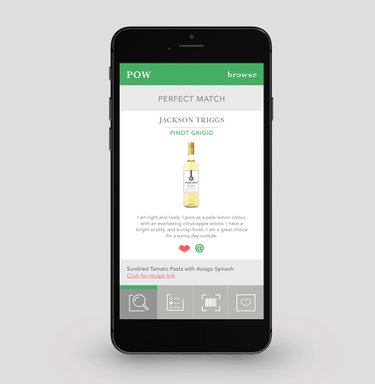 POW browse
PERFECT MATCH
JACKSON TRIGGS
PINOT GRIGIO
I am light and lively. I pour as a pale lemon colour,
with an everlasting citrus-apple aroma. I have a
bright acidity, and a crisp finish. I am a great choice
for a sunny day outside.
Sundried Tomato Pasta with Asiago Spinach
Click for recipe link